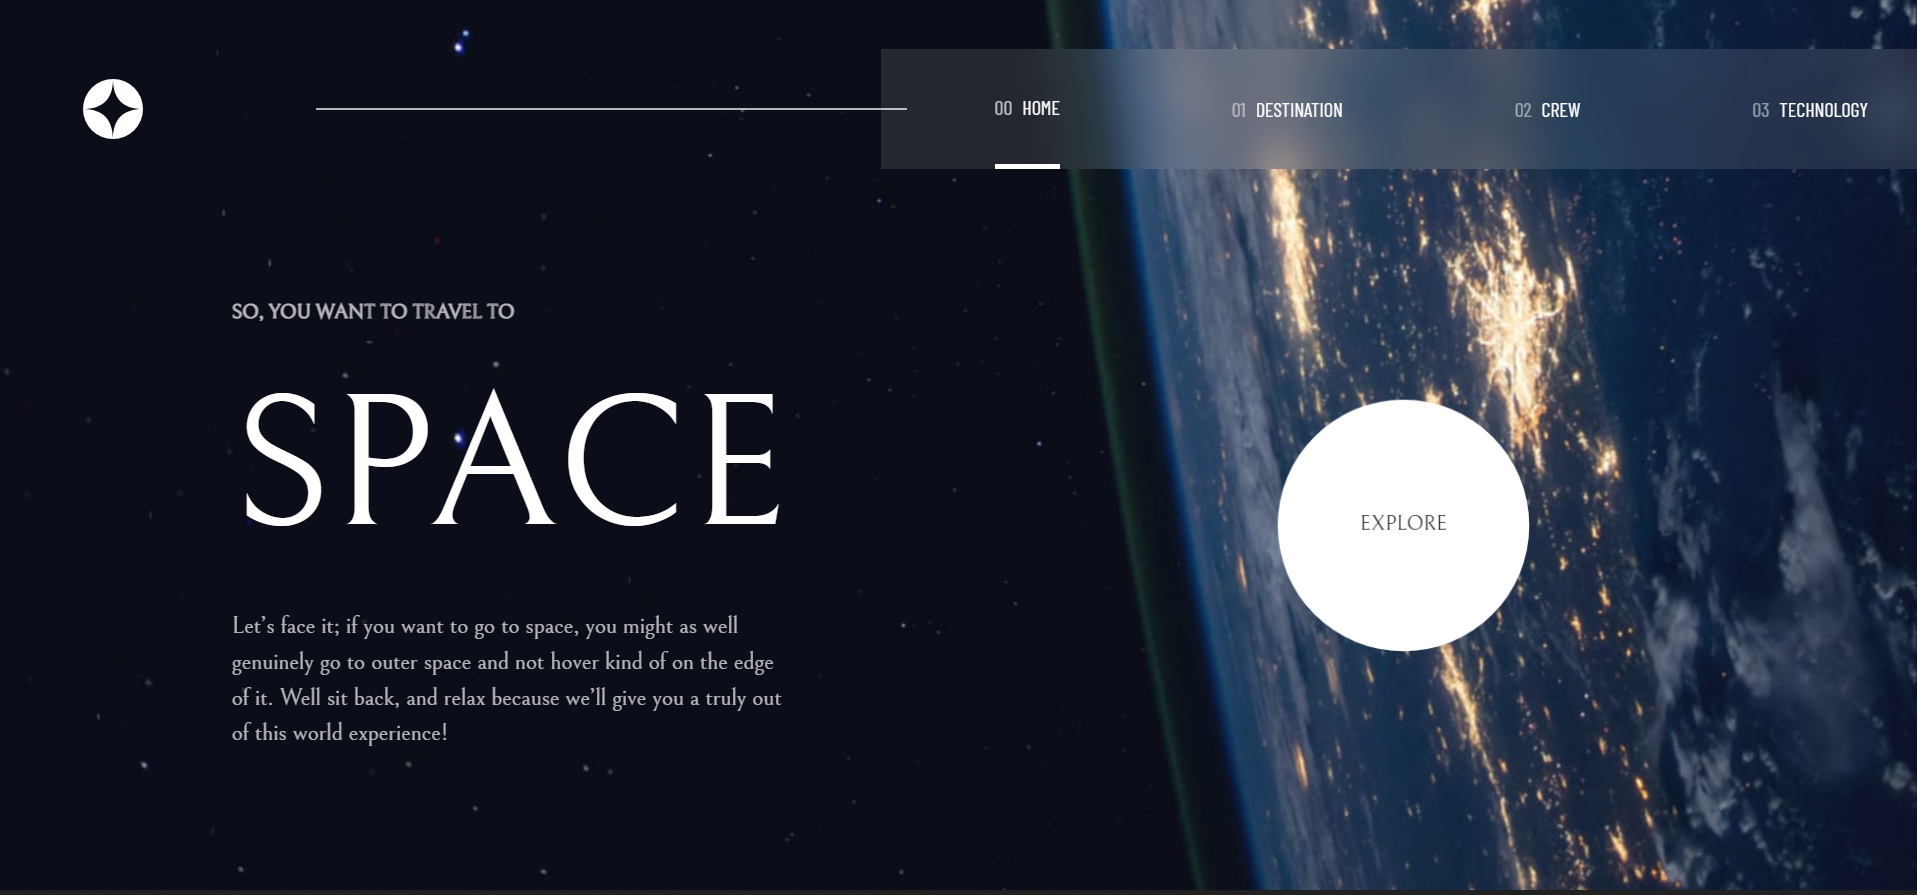 00 HOME 01 DESTINATION 02 CREW 03 TECHNOLOGY
SO, YOU WANT TO TRAVEL TO
SPACE
EXPLORE
Let’s face it; if you want to go to space, you might as well
genuinely go to outer space and not hover kind of on the edge
of it. Well sit back, and relax because we’ll give you a truly out
of this world experience!